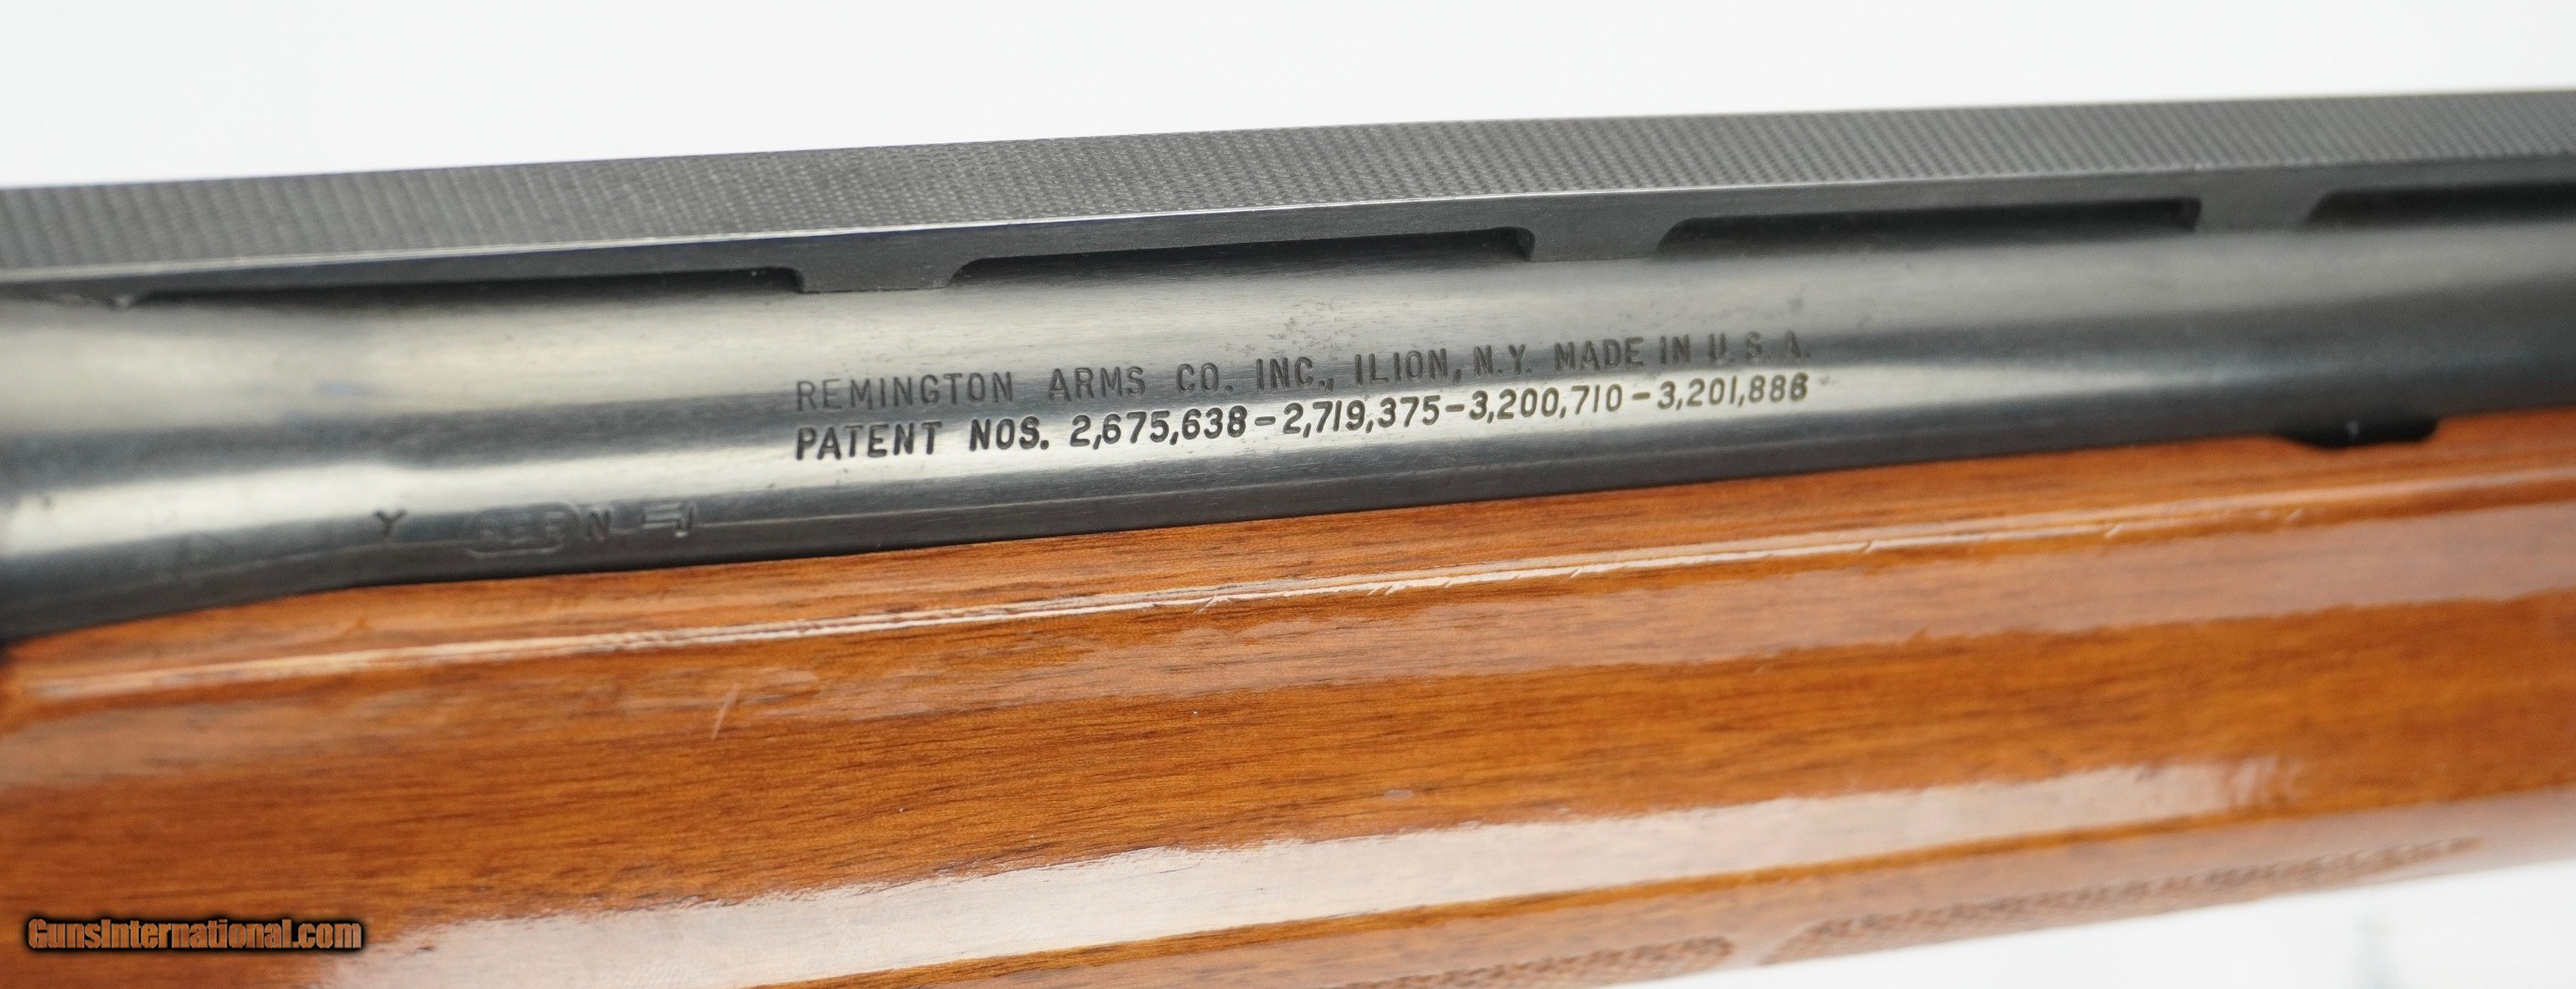 REMINGTON ARMS CO. INC., ILION, N.Y. MADE IN U.S.A.
PATENT NOS. 2,675,638-2,719,375-3,200,710-3,201,888
Y
GunsInternational.com